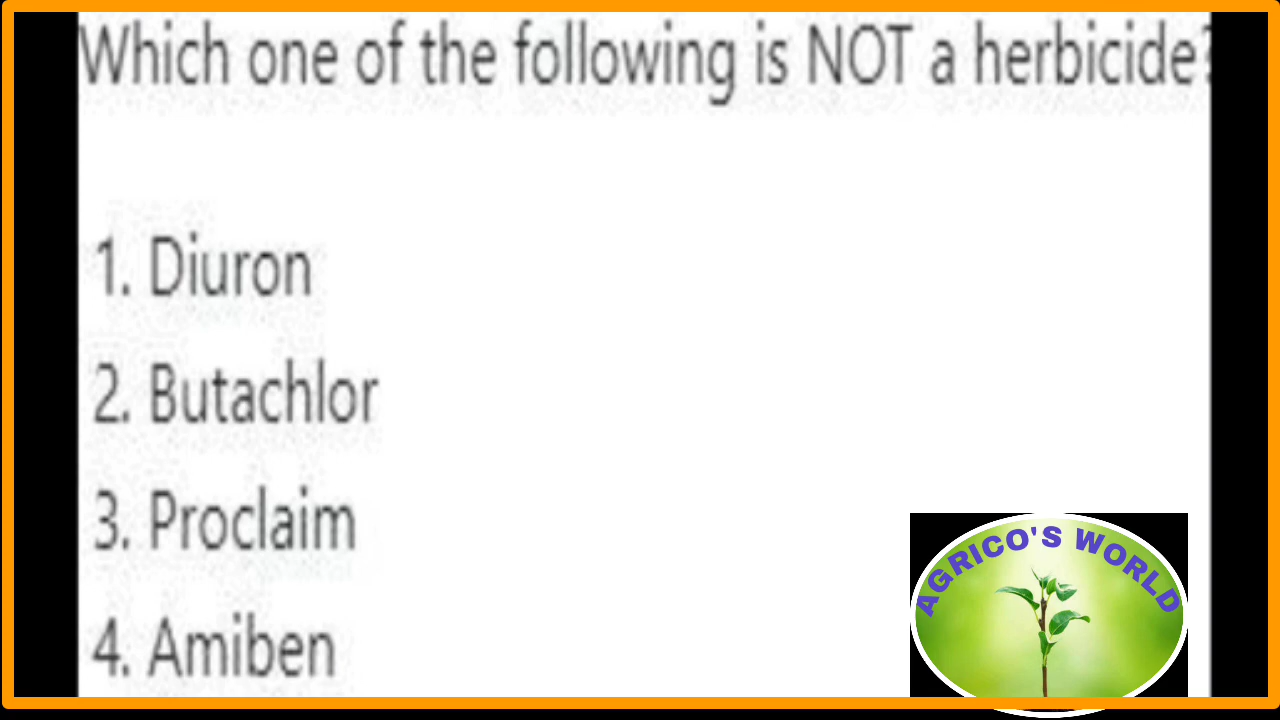 Which one of the following is NOT a herbicide?
1. Diuron
2. Butachlor
3. Proclaim
4. Amiben
AGRICO'S WORLD